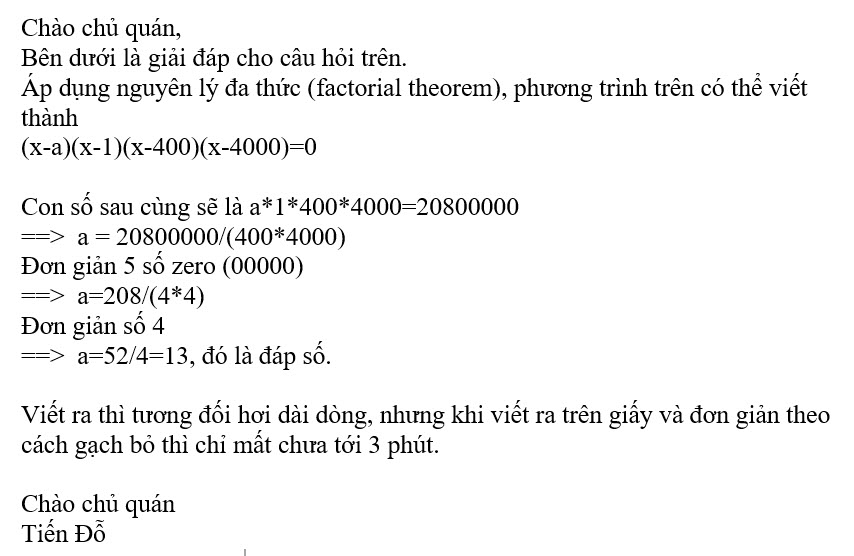 Chào chủ quán,
Bên dưới là giải đáp cho câu hỏi trên.
Áp dụng nguyên lý đa thức (factorial theorem), phương trình trên có thể viết
thành
(x-a)(x-1)(x-400)(x-4000)=0
Con số sau cùng sẽ là a*1*400*4000=20800000
==> a = 20800000/(400*4000)
Đơn giản 5 số zero (00000)
==> a=208/(4*4)
Đơn giản số 4
==> a=52/4=13, đó là đáp số.
Viết ra thì tương đối hơi dài dòng, nhưng khi viết ra trên giấy và đơn giản theo
cách gạch bỏ thì chỉ mất chưa tới 3 phút.
Chào chủ quán
Tiến Đỗ